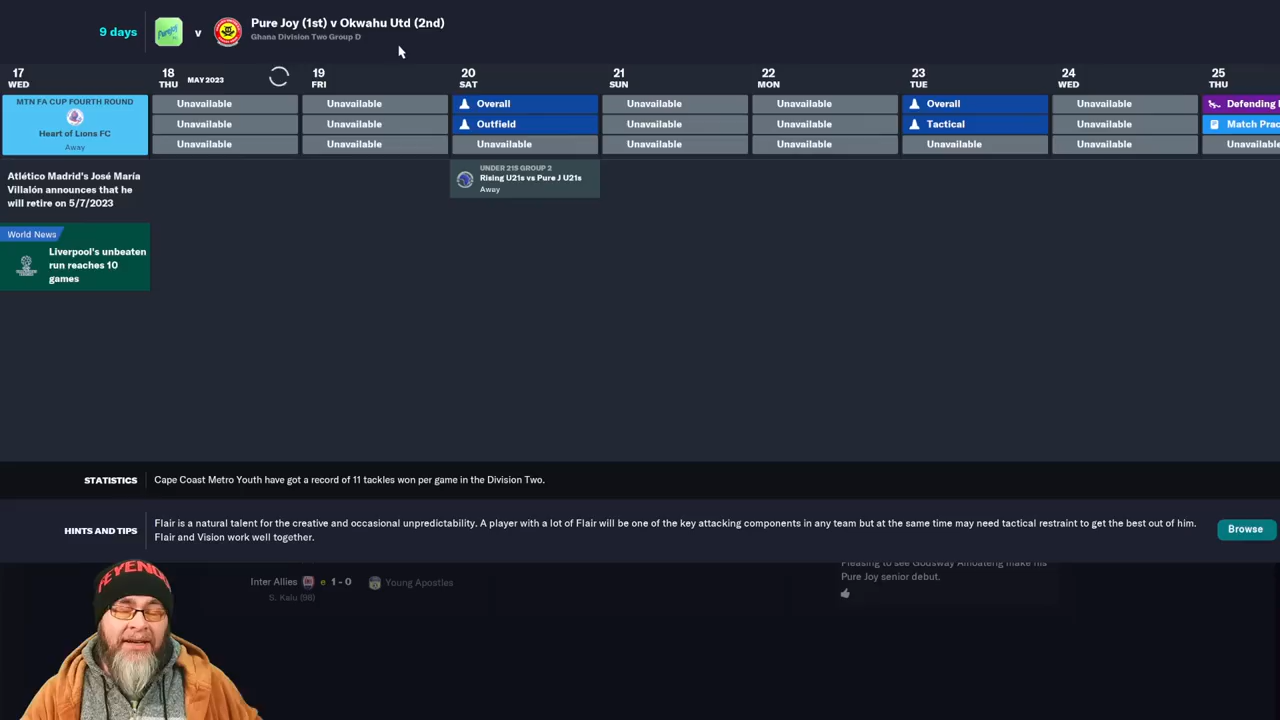 9 days
v
Pure Joy (1st) v Okwahu Utd (2nd)
Ghana Division Two Group D
17
WED
18
THU
MAY 2023
19
FRI
20
SAT
21
SUN
22
MON
23
TUE
24
WED
25
THU
MTN FA CUP FOURTH ROUND
Heart of Lions FC
Away
Unavailable
Unavailable
Unavailable
Unavailable
Unavailable
Unavailable
Overall
Outfield
Unavailable
Unavailable
Unavailable
Unavailable
Unavailable
Unavailable
Unavailable
Overall
Tactical
Unavailable
Unavailable
Unavailable
Unavailable
Defending
Match Prac
Unavailable
UNDER 21S GROUP 2
Rising U21s vs Pure J U21s
Away
Atlético Madrid's José María
Villalón announces that he
will retire on 5/7/2023
World News
Liverpool's unbeaten
run reaches 10
games
STATISTICS
Cape Coast Metro Youth have got a record of 11 tackles won per game in the Division Two.
HINTS AND TIPS
Flair is a natural talent for the creative and occasional unpredictability. A player with a lot of Flair will be one of the key attacking components in any team but at the same time may need tactical restraint to get the best out of him.
Flair and Vision work well together.
Browse
Inter Allies e 1 - 0 Young Apostles
S. Kalu (98)
Pleasing to see Godsway Amoateng make his
Pure Joy senior debut.